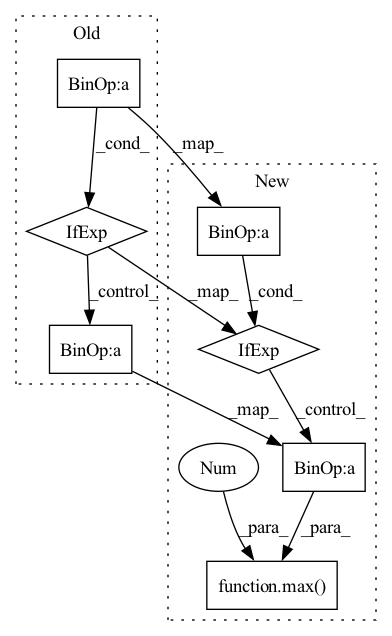 Old
BinOp:a
_cond_
_map_
New
IfExp
BinOp:a
_control_
_map_
_cond_
BinOp:a
IfExp
_map_
_control_
Num
BinOp:a
_para_
_para_
function.max()